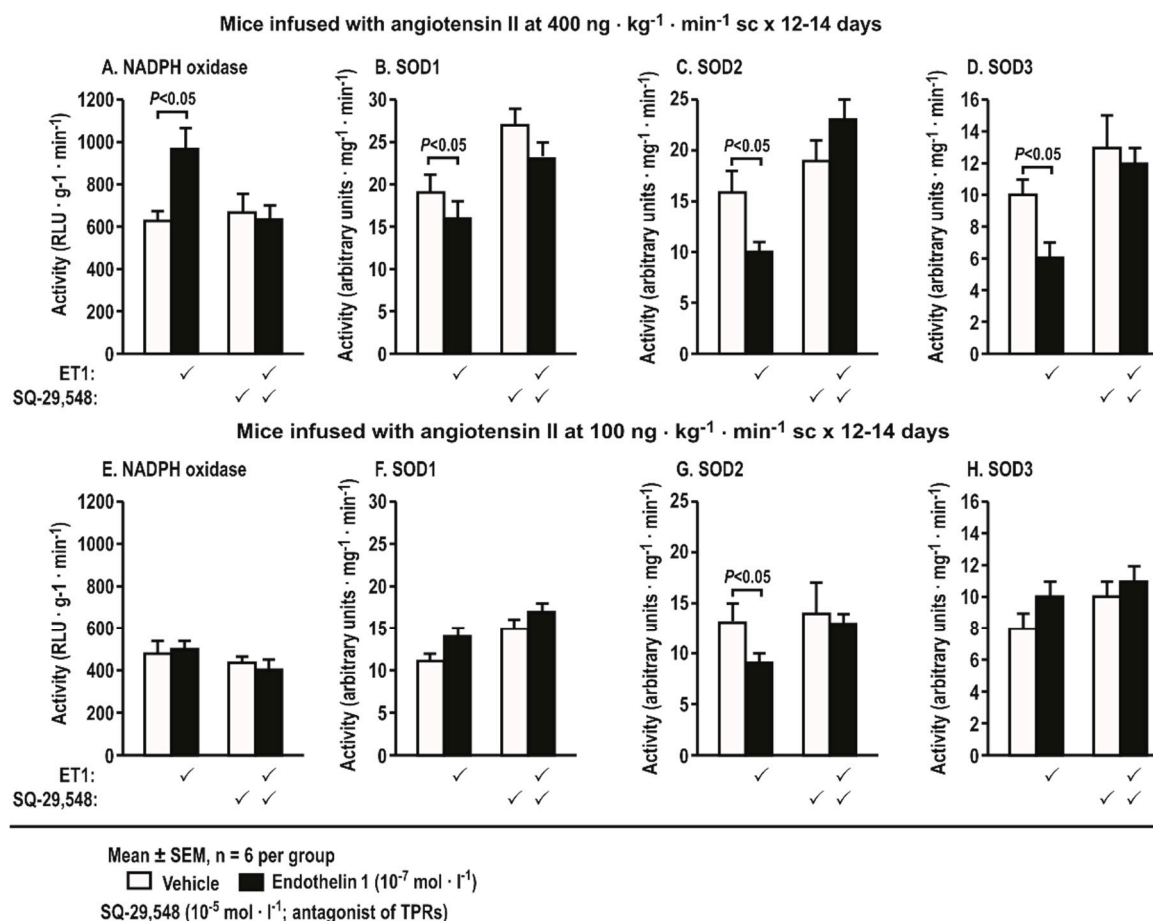 Mice infused with angiotensin II at 400 ng · kg⁻¹ · min⁻¹ sc x 12-14 days
A. NADPH oxidase
B. SOD1
C. SOD2
D. SOD3
Activity (RLU · g-1 · min⁻¹)
1200
1000
800
600
400
200
0
P<0.05
Activity (arbitrary units · mg⁻¹ · min⁻¹)
30
25
20
15
10
5
0
P<0.05
Activity (arbitrary units · mg⁻¹ · min⁻¹)
25
20
15
10
5
0
P<0.05
Activity (arbitrary units · mg⁻¹ · min⁻¹)
16
14
12
10
8
6
4
2
0
P<0.05
ET1: ✓ ✓ ✓ ✓ ✓ ✓ ✓ ✓
SQ-29,548: ✓ ✓ ✓ ✓ ✓ ✓ ✓ ✓
Mice infused with angiotensin II at 100 ng · kg⁻¹ · min⁻¹ sc x 12-14 days
E. NADPH oxidase
F. SOD1
G. SOD2
H. SOD3
Activity (RLU · g-1 · min⁻¹)
1200
1000
800
600
400
200
0
Activity (arbitrary units · mg⁻¹ · min⁻¹)
30
25
20
15
10
5
0
Activity (arbitrary units · mg⁻¹ · min⁻¹)
25
20
15
10
5
0
P<0.05
Activity (arbitrary units · mg⁻¹ · min⁻¹)
16
14
12
10
8
6
4
2
0
ET1: ✓ ✓ ✓ ✓ ✓ ✓ ✓ ✓
SQ-29,548: ✓ ✓ ✓ ✓ ✓ ✓ ✓ ✓
Mean ± SEM, n = 6 per group
Vehicle Endothelin 1 (10⁻⁷ mol · l⁻¹)
SQ-29,548 (10⁻⁵ mol · l⁻¹; antagonist of TPRs)